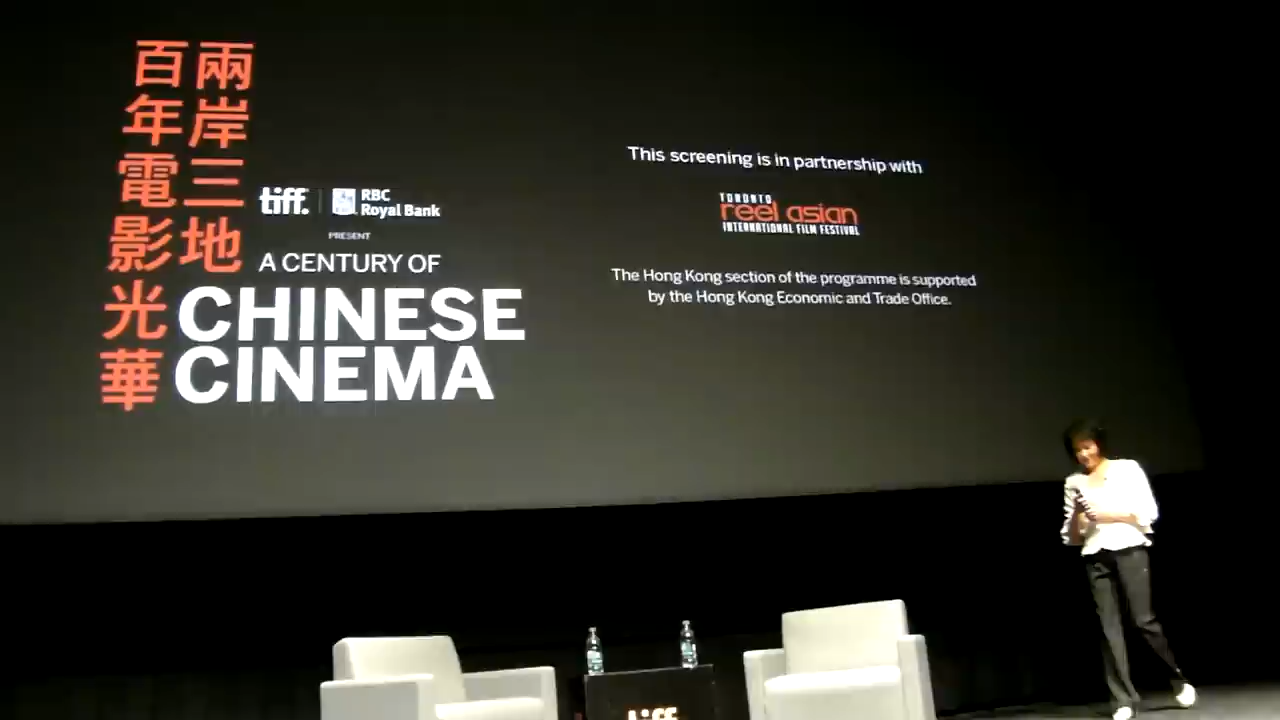 兩岸三地
百年電影光華
tiff.
RBC
Royal Bank
PRESENT
A CENTURY OF
CHINESE
CINEMA
This screening is in partnership with
TORONTO
reel asian
INTERNATIONAL FILM FESTIVAL
The Hong Kong section of the programme is supported
by the Hong Kong Economic and Trade Office.
tiff